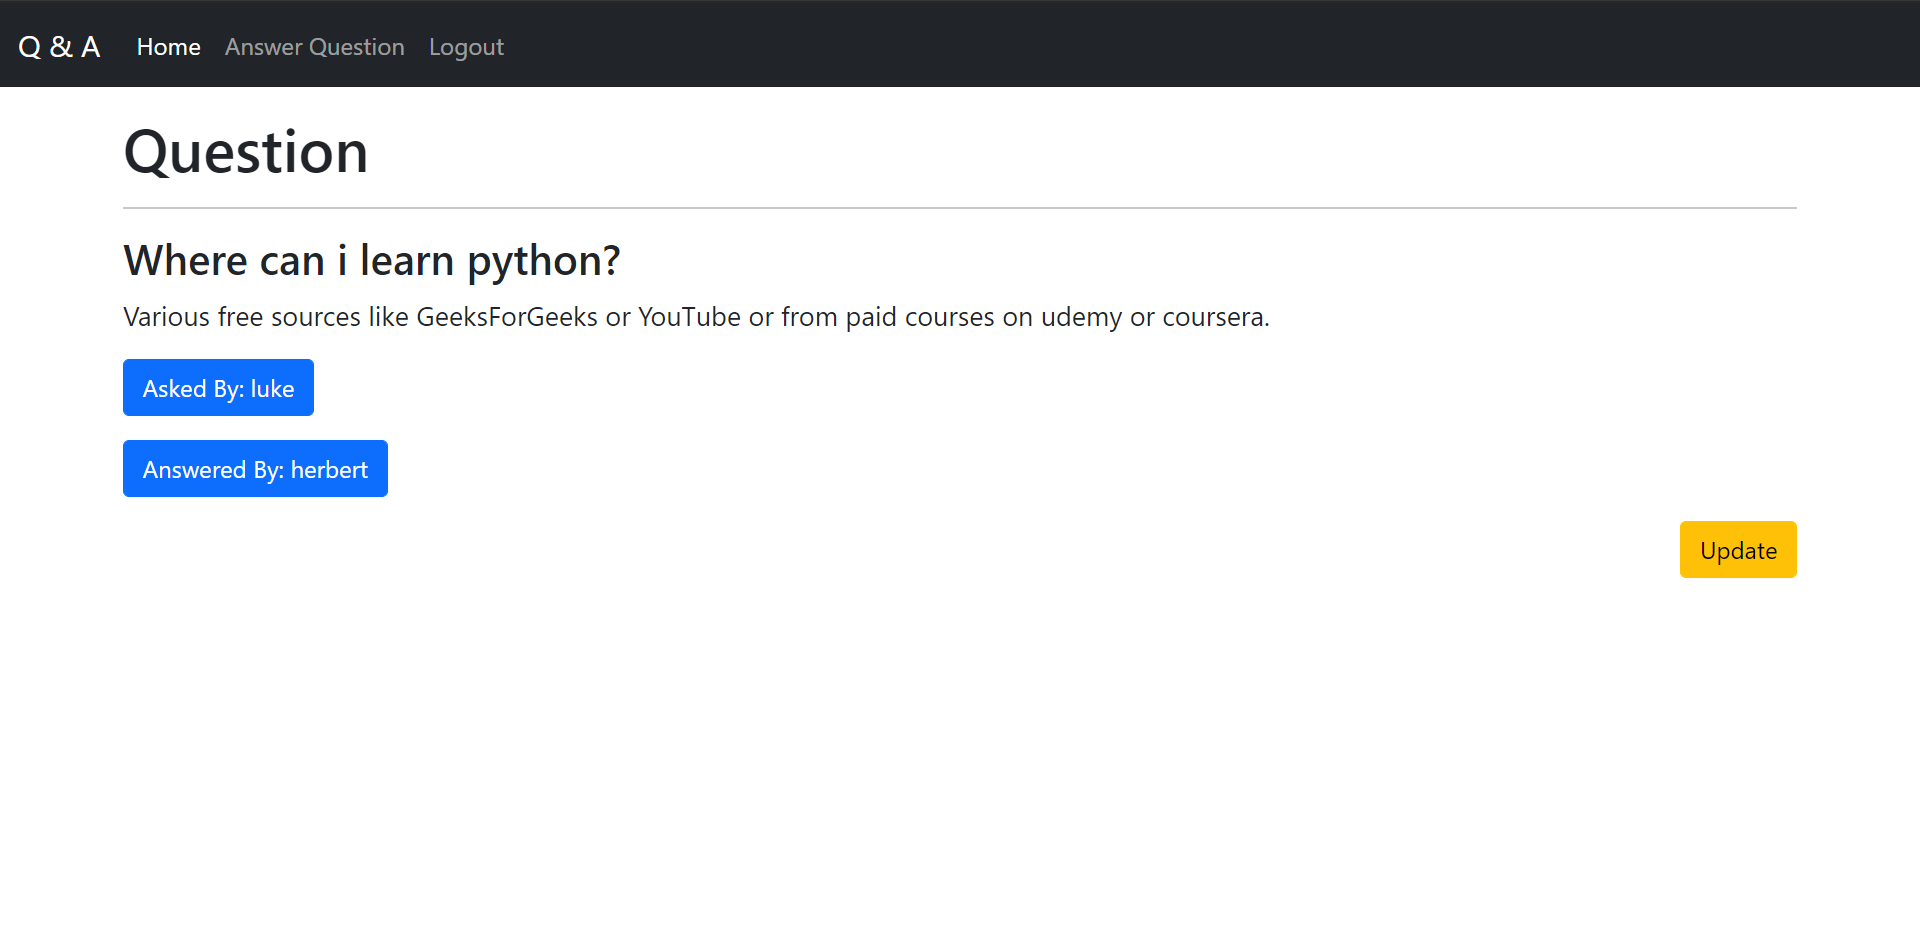 Q & A Home Answer Question Logout
Question
Where can i learn python?
Various free sources like GeeksForGeeks or YouTube or from paid courses on udemy or coursera.
Asked By: luke
Answered By: herbert
Update